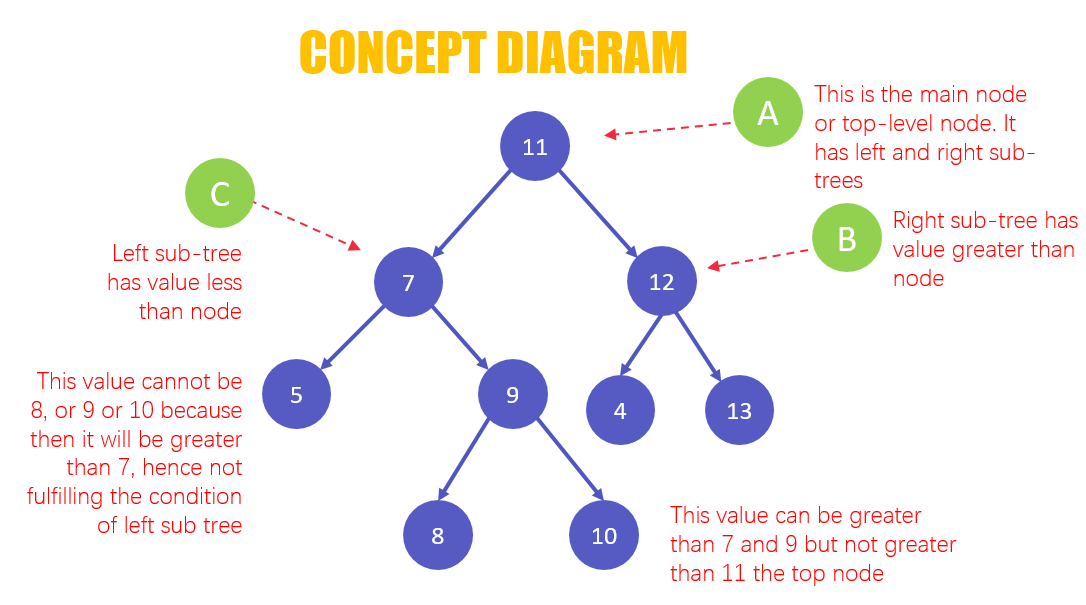 CONCEPT DIAGRAM
A
This is the main node
or top-level node. It
has left and right sub-
trees
11
C
Left sub-tree
has value less
than node
B
Right sub-tree has
value greater than
node
7
12
5
9
4
13
This value cannot be
8, or 9 or 10 because
then it will be greater
than 7, hence not
fulfilling the condition
of left sub tree
8
10
This value can be greater
than 7 and 9 but not greater
than 11 the top node